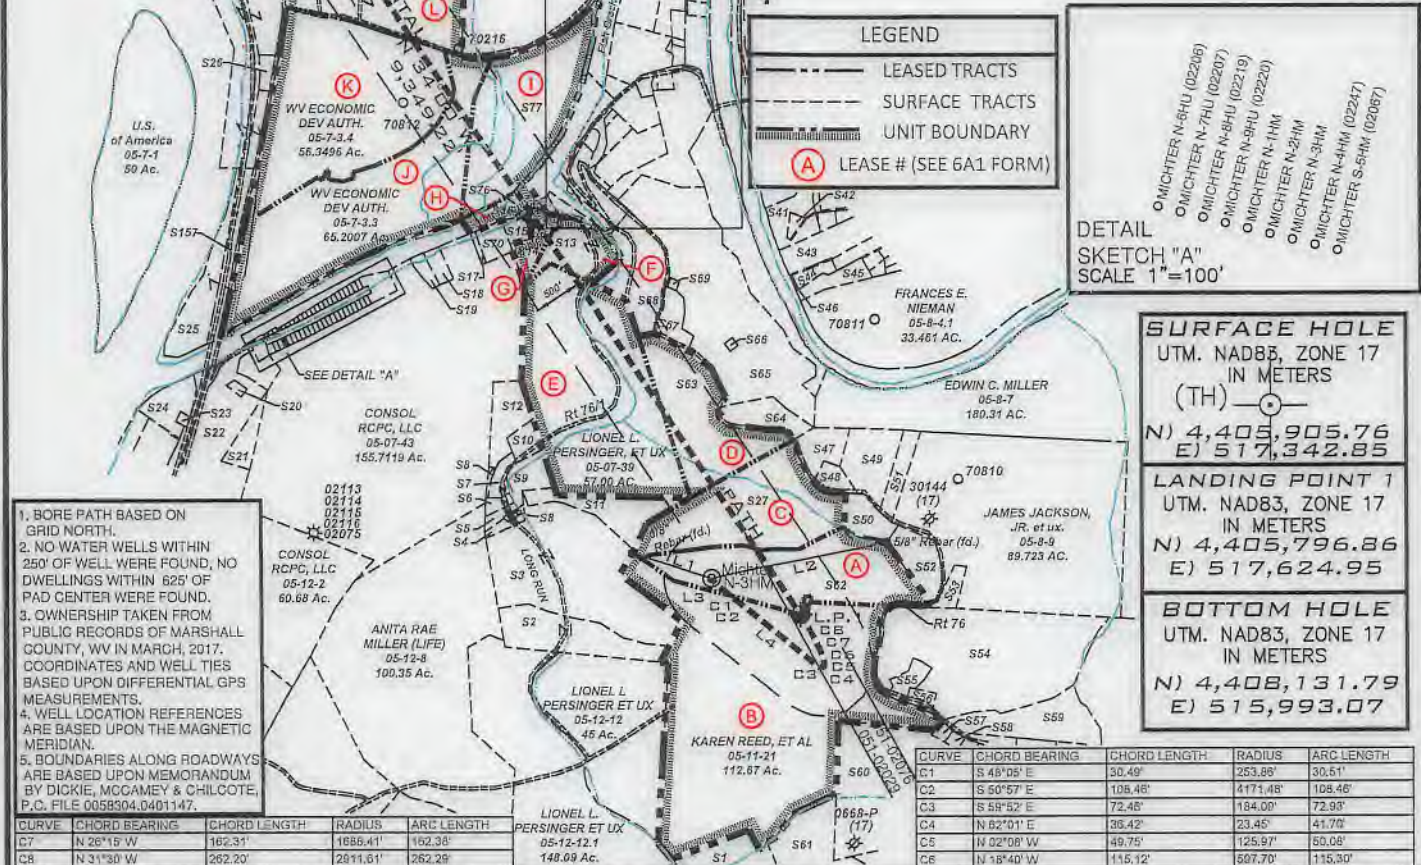 LEGEND
LEASED TRACTS
SURFACE TRACTS
UNIT BOUNDARY
A LEASE # (SEE 6A1 FORM)
MICHTER N-6HU (02206)
MICHTER N-7HU (02207)
MICHTER N-8HU (02219)
MICHTER N-9HU (02220)
MICHTER N-1HM
MICHTER N-2HM
MICHTER N-3HM
MICHTER N-4HM (02247)
MICHTER S-5HM (02067)
DETAIL
SKETCH "A"
SCALE 1"=100'
L
70216
S26
K
WV ECONOMIC
DEV AUTH.
05-7-3.4
56.3496 Ac.
70812
I
S77
U.S.
of America
05-7-1
50 Ac.
J
WV ECONOMIC
DEV AUTH.
05-7-3.3
65.2007 Ac.
H
S76
S157
S70
S15
S13
S17
S18
S19
G
F
500'
S69
S68
S67
S66
S65
S63
S64
S42
S41
S43
S44
S45
S46
70811
FRANCES E.
NIEMAN
05-8-4.1
33.461 AC.
EDWIN C. MILLER
05-8-7
180.31 AC.
S25
SEE DETAIL "A"
S24
S23
S22
S20
S21
CONSOL
RCPC, LLC
05-07-43
155.7119 Ac.
E
S12
Rt 76/1
S10
LIONEL L.
PERSINGER, ET UX
05-07-39
57.00 AC.
D
S47
S48
S49
S51
70810
30144
(17)
S8
S7
S6
S5
S4
S9
S8
S11
PATH
S27
C
S50
5/8" Rebar (fd.)
5/8" Rebar (fd.)
JAMES JACKSON,
JR. et ux.
05-8-9
89.723 AC.
02113
02114
02115
02116
02075
CONSOL
RCPC, LLC
05-12-2
60.68 Ac.
LONG RUN
S3
S2
L1
Michter
N-3HM
L2
A
S62
S52
S53
L3
C1
C2
L4
L.P.
C8
C7
C6
C5
C4
C3
Rt 76
S54
S55
S56
S57
S58
S59
ANITA RAE
MILLER (LIFE)
05-12-8
100.35 Ac.
LIONEL L
PERSINGER ET UX
05-12-12
45 Ac.
B
KAREN REED, ET AL
05-11-21
112.67 Ac.
051-02076
051-02029
S60
0668-P
(17)
S61
S1
LIONEL L.
PERSINGER ET UX
05-12-12.1
148.09 Ac.
1. BORE PATH BASED ON
GRID NORTH.
2. NO WATER WELLS WITHIN
250' OF WELL WERE FOUND, NO
DWELLINGS WITHIN 625' OF
PAD CENTER WERE FOUND.
3. OWNERSHIP TAKEN FROM
PUBLIC RECORDS OF MARSHALL
COUNTY, WV IN MARCH, 2017.
COORDINATES AND WELL TIES
BASED UPON DIFFERENTIAL GPS
MEASUREMENTS.
4. WELL LOCATION REFERENCES
ARE BASED UPON THE MAGNETIC
MERIDIAN.
5. BOUNDARIES ALONG ROADWAYS
ARE BASED UPON MEMORANDUM
BY DICKIE, MCCAMEY & CHILCOTE,
P.C. FILE 0058304.0401147.
SURFACE HOLE
UTM. NAD83, ZONE 17
IN METERS
(TH)
N) 4,405,905.76
E) 517,342.85
LANDING POINT 1
UTM. NAD83, ZONE 17
IN METERS
N) 4,405,796.86
E) 517,624.95
BOTTOM HOLE
UTM. NAD83, ZONE 17
IN METERS
N) 4,408,131.79
E) 515,993.07
CURVE CHORD BEARING CHORD LENGTH RADIUS ARC LENGTH
C1 S 48°05' E 30.49' 253.86' 30.51'
C2 S 50°57' E 108.46' 4171.48' 108.46'
C3 S 59°52' E 72.45' 184.00' 72.93'
C4 N 62°01' E 36.42' 23.45' 41.70'
C5 N 02°08' W 49.75' 125.97' 50.08'
C6 N 18°40' W 115.12' 597.70' 115.30'
CURVE CHORD BEARING CHORD LENGTH RADIUS ARC LENGTH
C7 N 26°15' W 162.31' 1686.41' 162.38'
C8 N 31°30' W 262.20' 2911.61' 262.29'